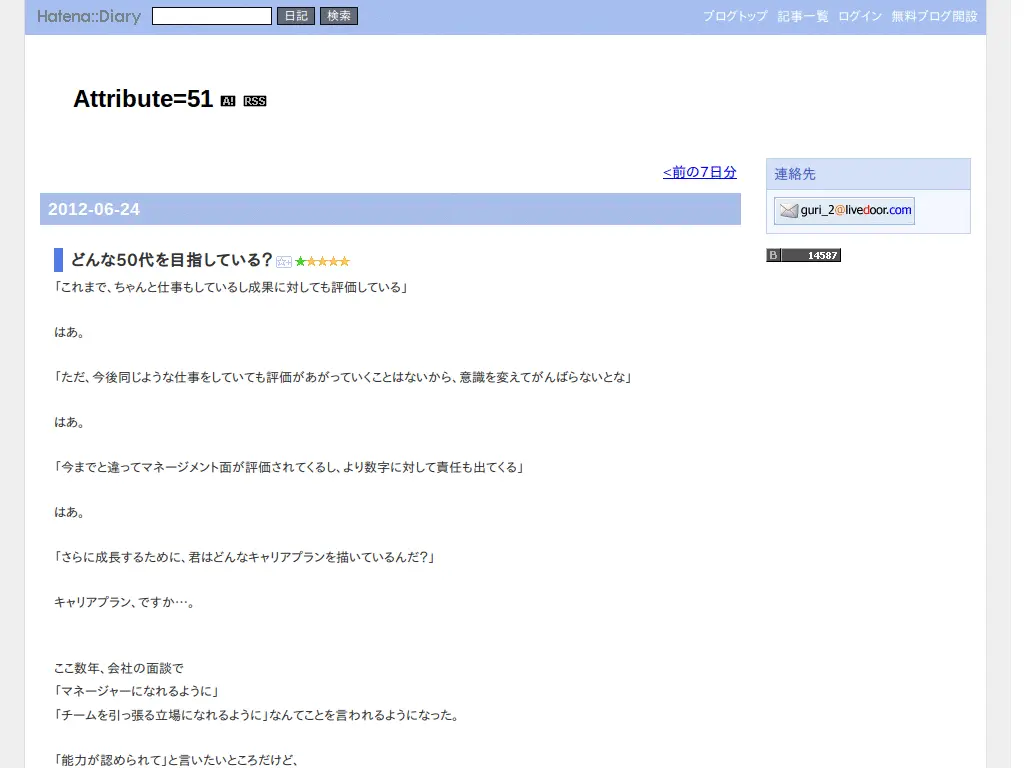 Hatena::Diary 日記 検索 ブログトップ 記事一覧 ログイン 無料ブログ開設
Attribute=51 A! RSS
<前の7日分
連絡先
guri_2@livedoor.com
B 14587
2012-06-24
どんな50代を目指している?
「これまで、ちゃんと仕事もしているし成果に対しても評価している」
はあ。
「ただ、今後同じような仕事をしていても評価があがっていくことはないから、意識を変えてがんばらないとな」
はあ。
「今までと違ってマネージメント面が評価されてくるし、より数字に対して責任も出てくる」
はあ。
「さらに成長するために、君はどんなキャリアプランを描いているんだ?」
キャリアプラン、ですか…。
ここ数年、会社の面談で
「マネージャーになれるように」
「チームを引っ張る立場になれるように」なんてことを言われるようになった。
「能力が認められて」と言いたいところだけど、